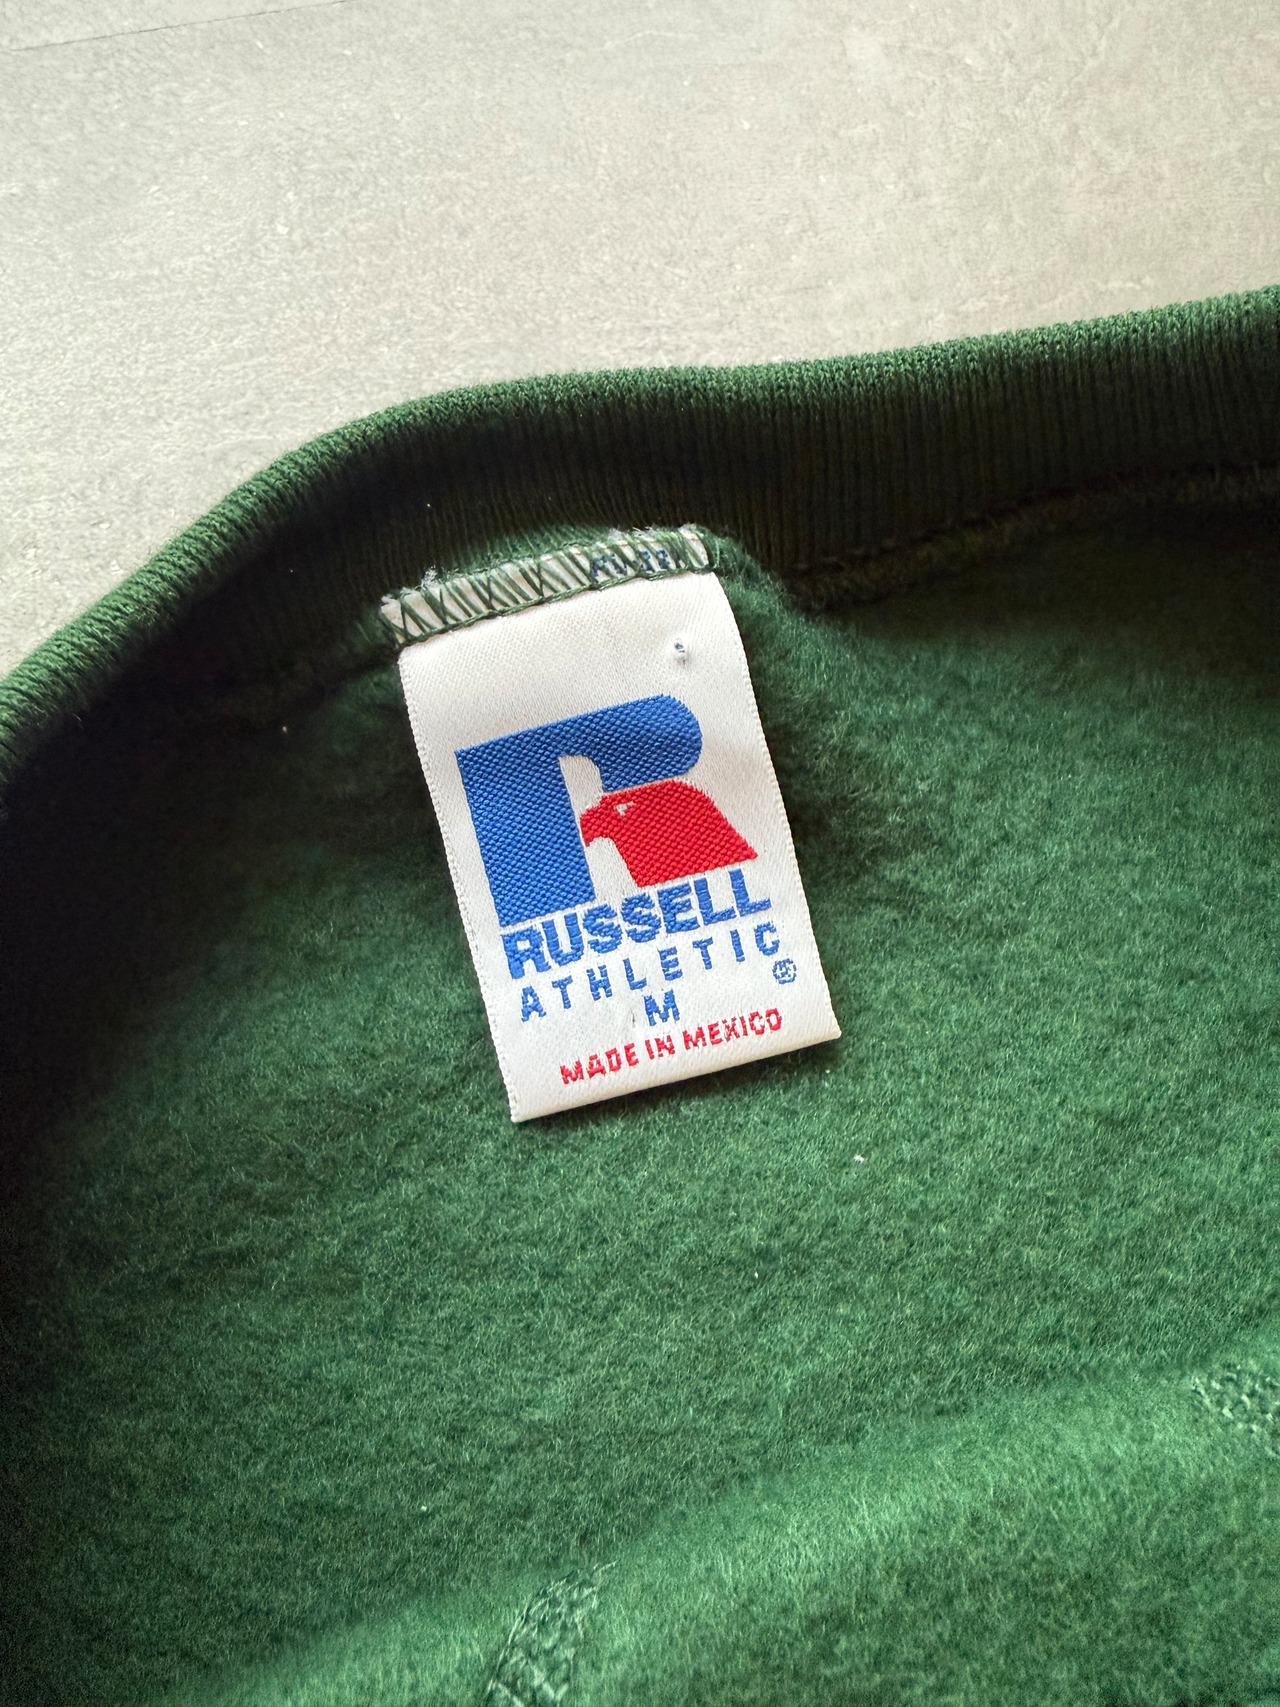 RUSSELL
ATHLETIC
®
M
MADE IN MEXICO